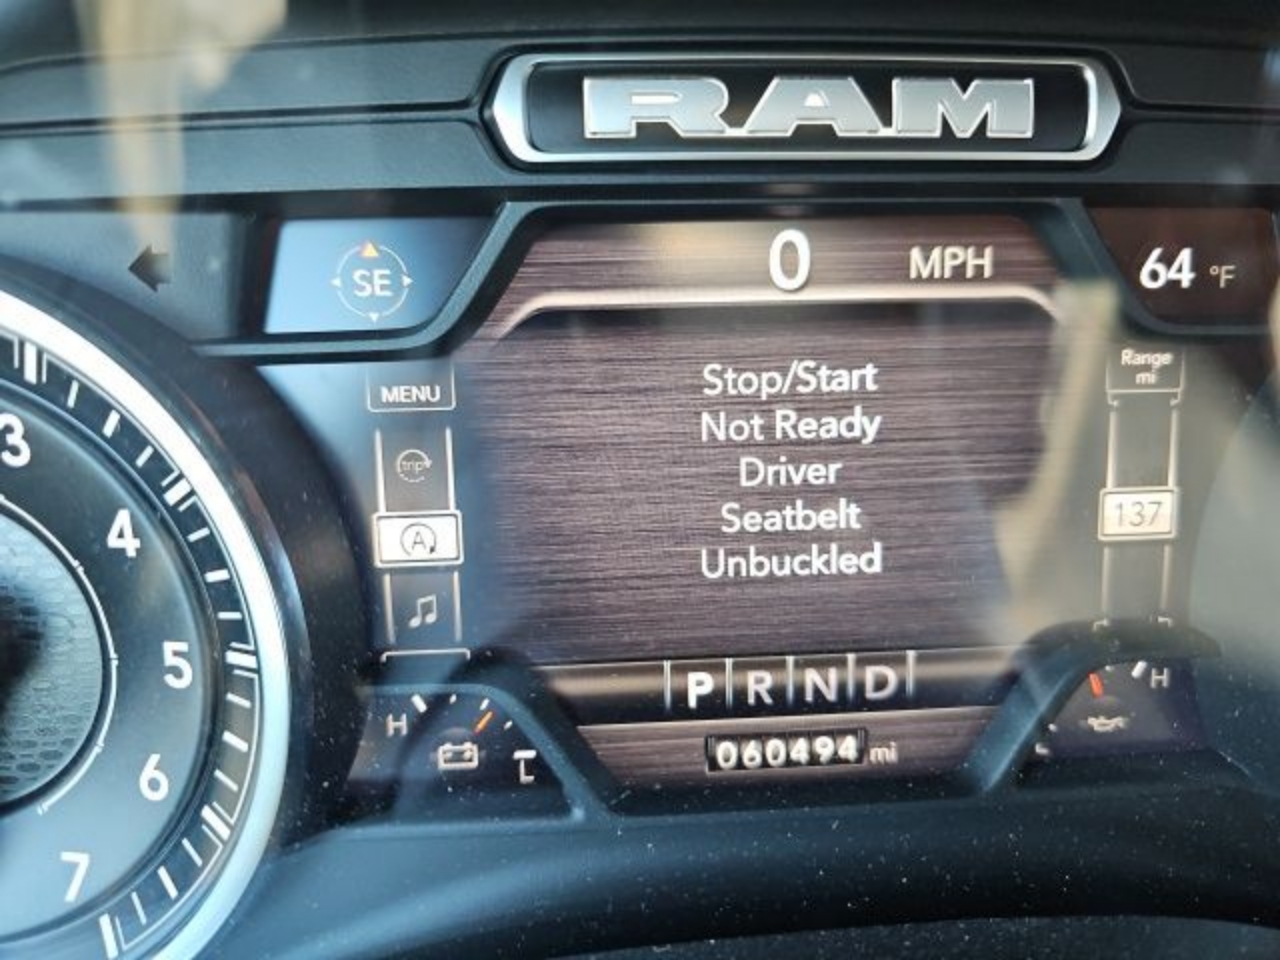 RAM
SE
0 MPH
64 °F
MENU
Range
mi
Stop/Start
Not Ready
Driver
Seatbelt
Unbuckled
trip
A
137
3
4
5
6
7
P R N D
H
L
H
L
060494 mi